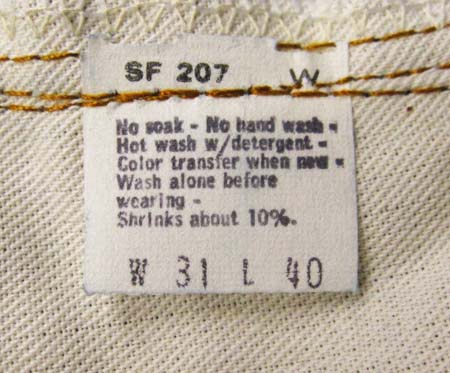 SF 207 W
No soak - No hand wash -
Hot wash w/detergent -
Color transfer when new -
Wash alone before
wearing -
Shrinks about 10%.
W 31 L 40